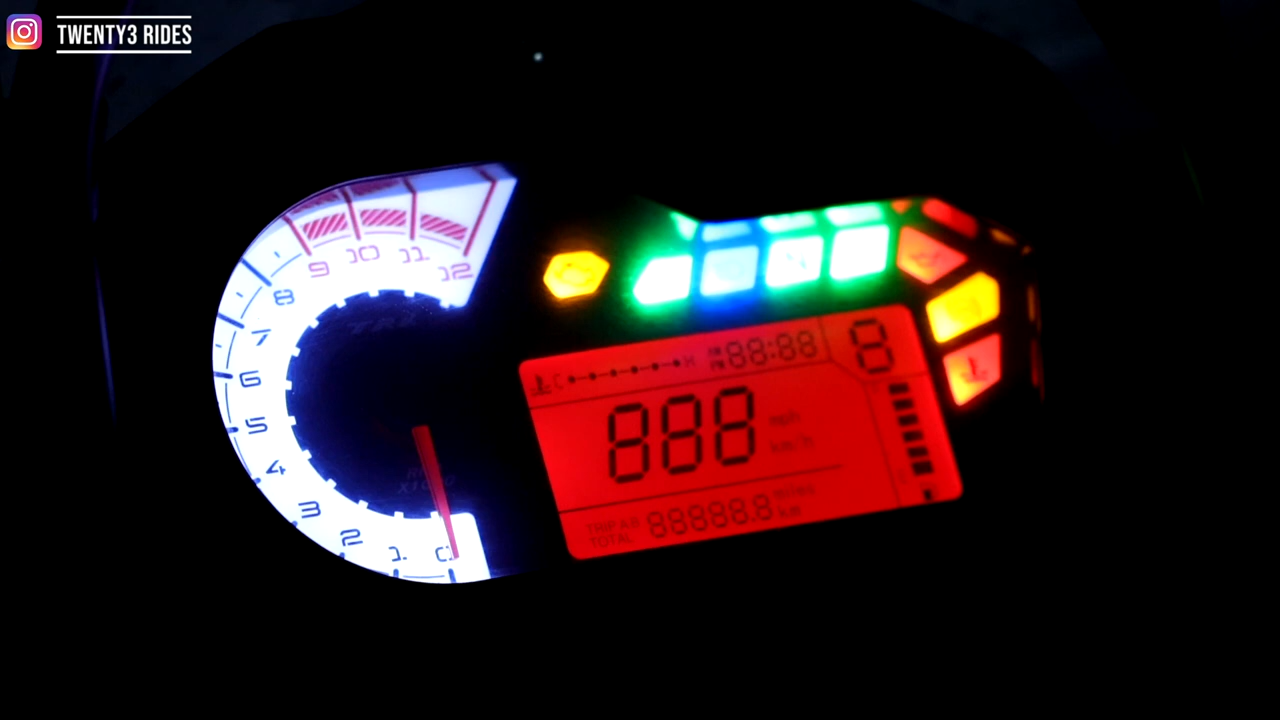 TWENTY3 RIDES
9 10 11 12
8
7
6
5
4
3
2
1
0
C H 88:88 8
888 mph
km/h
TRIP AB 88888.8 miles
TOTAL km